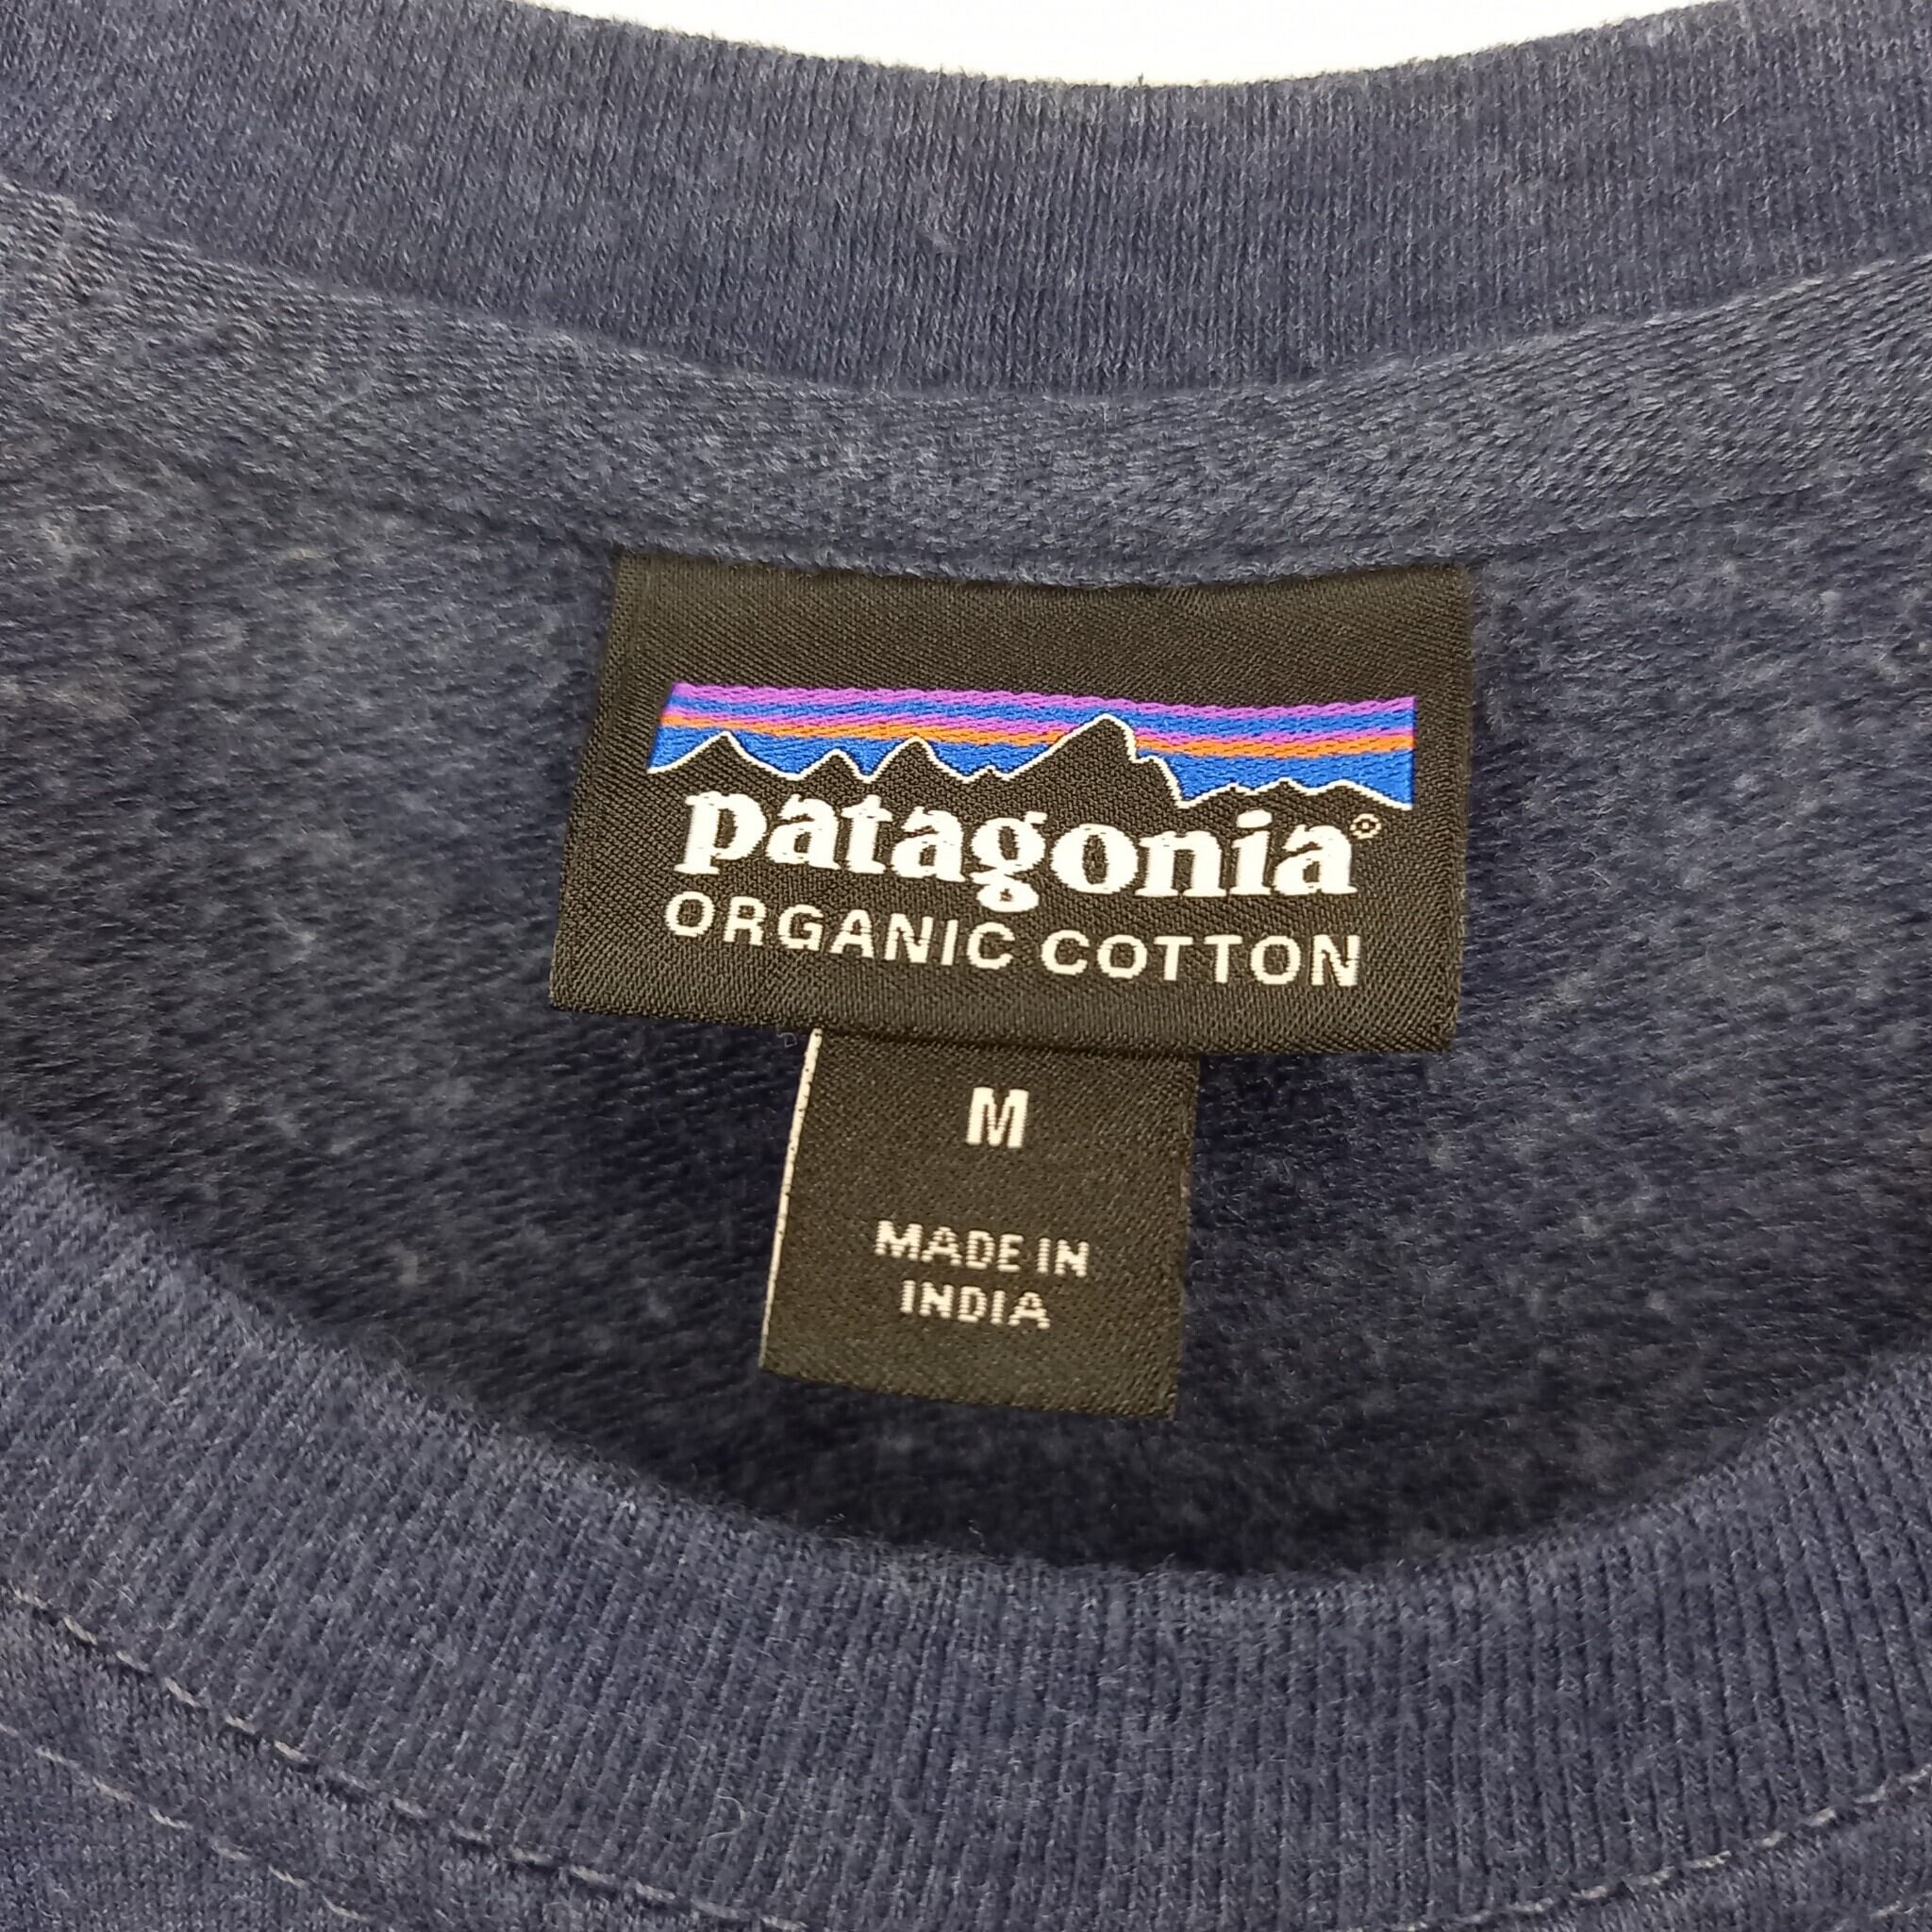 patagonia®
ORGANIC COTTON
M
MADE IN
INDIA